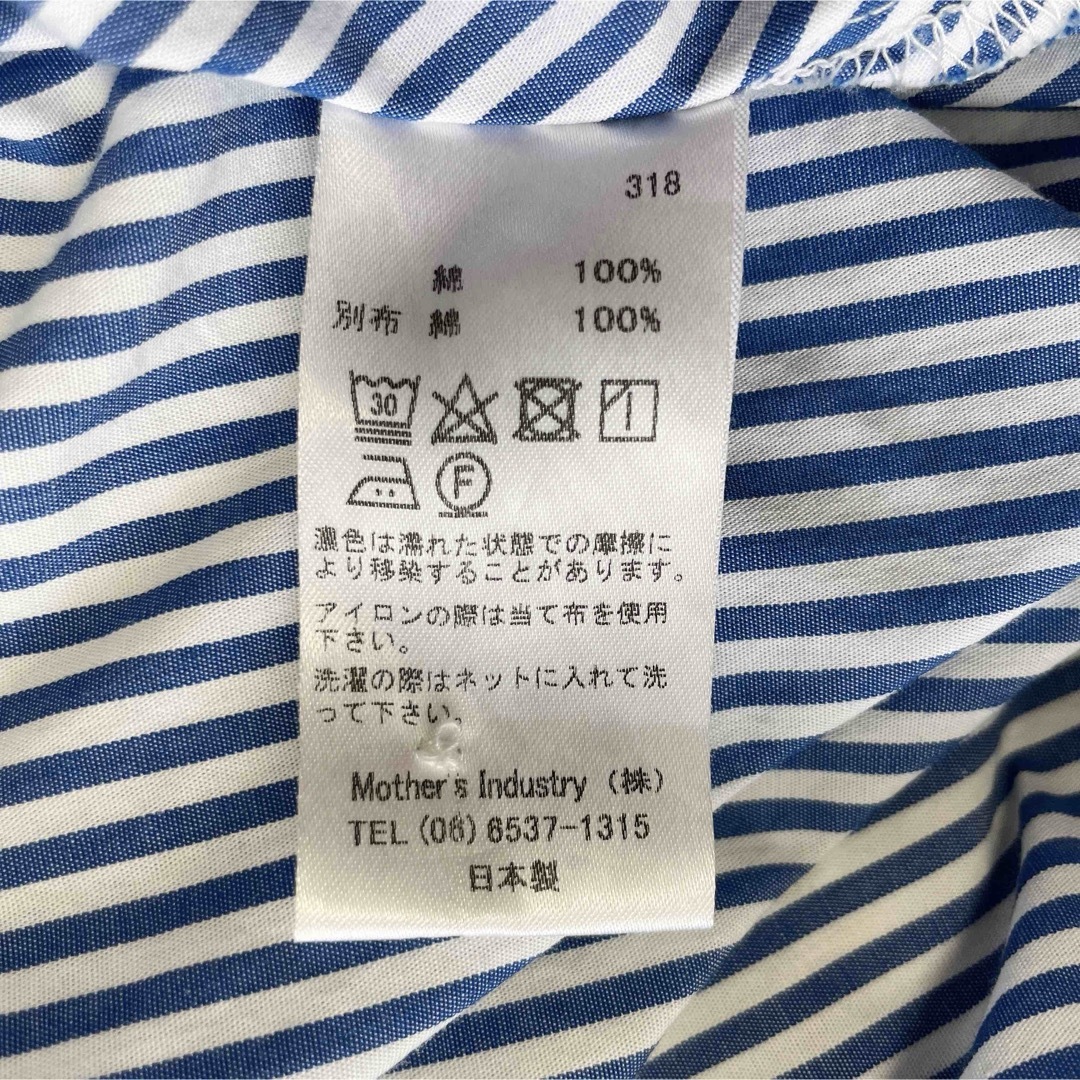 318
綿 100%
別布 綿 100%
30
F
濃色は濡れた状態での摩擦に
より移染することがあります。
アイロンの際は当て布を使用
下さい。
洗濯の際はネットに入れて洗
って下さい。
Mother's Industry (株)
TEL (06) 6537-1315
日本製